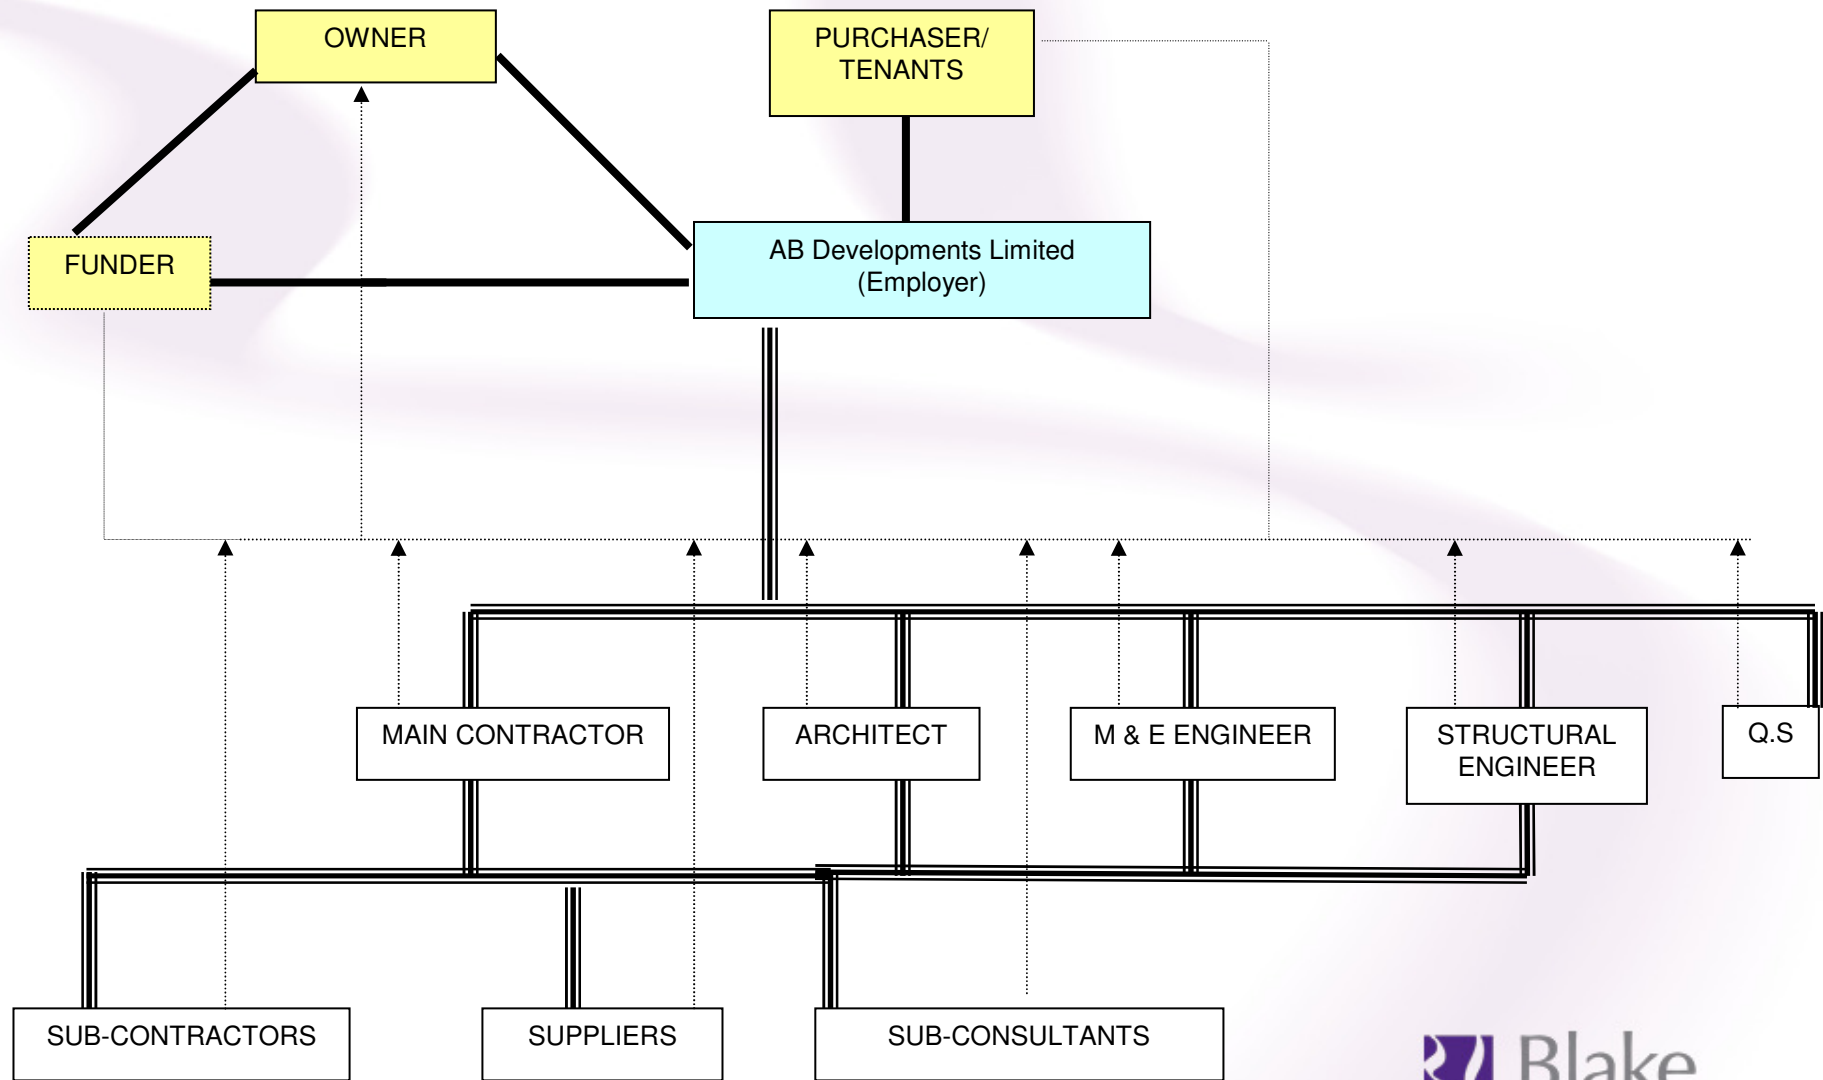 OWNER
PURCHASER/
TENANTS
FUNDER
AB Developments Limited
(Employer)
MAIN CONTRACTOR
ARCHITECT
M & E ENGINEER
STRUCTURAL
ENGINEER
Q.S
SUB-CONTRACTORS
SUPPLIERS
SUB-CONSULTANTS
Blake